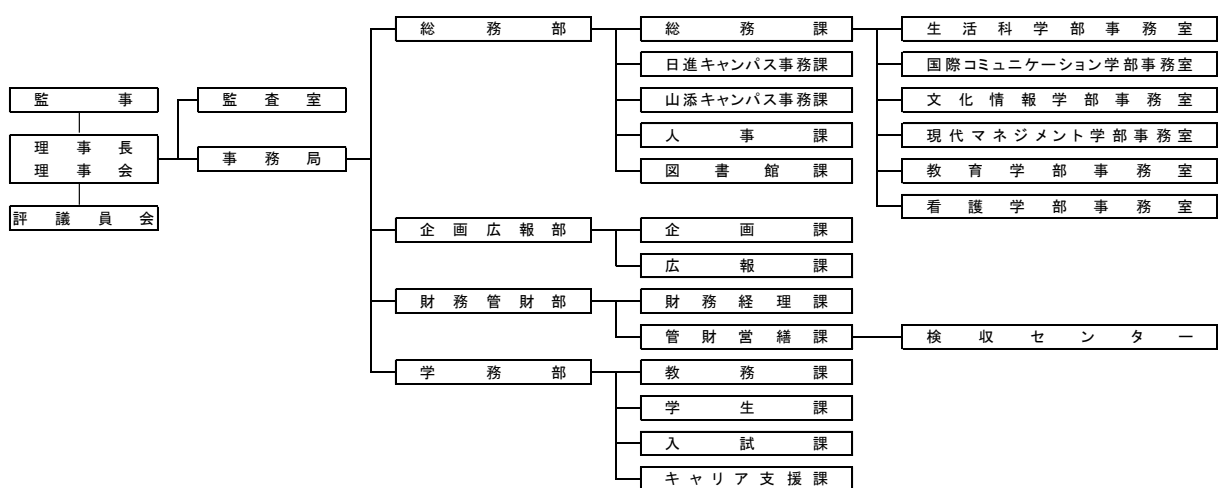 監事
理事長
理事会
評議員会
監査室
事務局
総務部
総務課
日進キャンパス事務課
山添キャンパス事務課
人事課
図書館課
生活科学部事務室
国際コミュニケーション学部事務室
文化情報学部事務室
現代マネジメント学部事務室
教育学部事務室
看護学部事務室
企画広報部
企画課
広報課
財務管財部
財務経理課
管財営繕課
検収センター
学務部
教務課
学生課
入試課
キャリア支援課